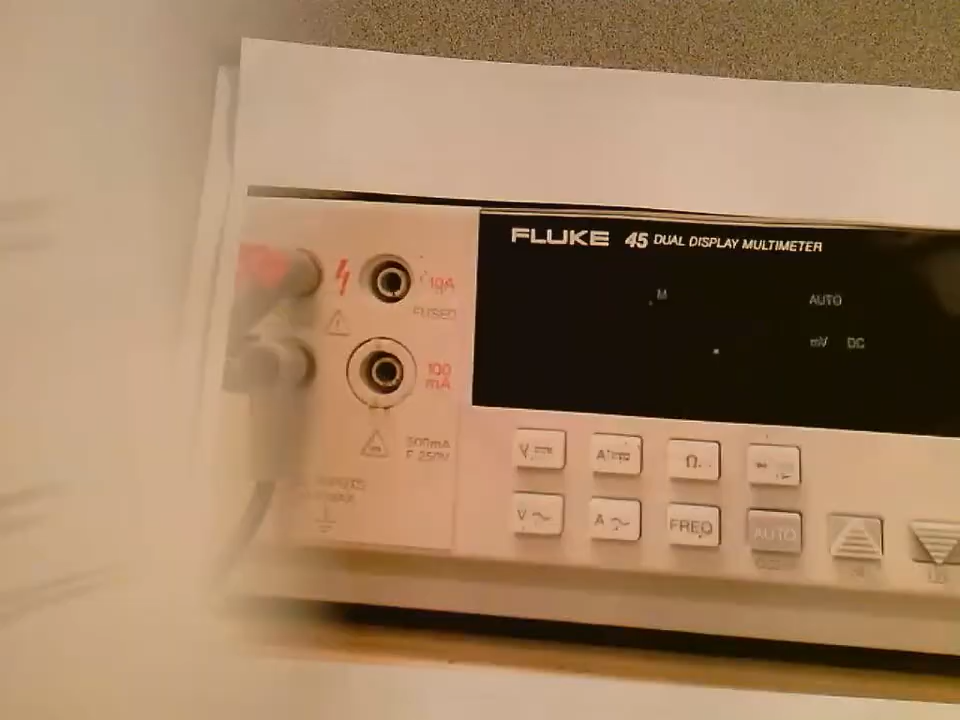 FLUKE 45 DUAL DISPLAY MULTIMETER
M AUTO
mV DC
10A
FUSED
100
mA
500mA
F 250V
V A Ω
V A FREQ AUTO